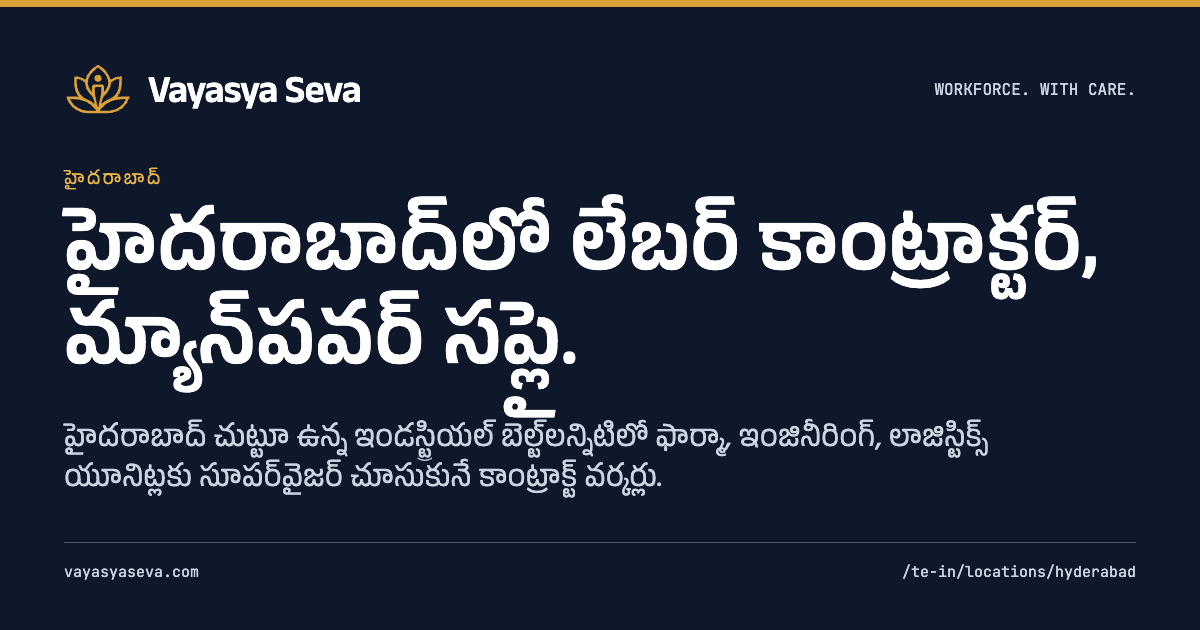 Vayasya Seva
WORKFORCE. WITH CARE.
హైదరాబాద్
హైదరాబాద్‌లో లేబర్ కాంట్రాక్టర్,
మ్యాన్‌పవర్ సప్లై.
హైదరాబాద్ చుట్టూ ఉన్న ఇండస్ట్రియల్ బెల్ట్‌లన్నిటిలో ఫార్మా, ఇంజినీరింగ్, లాజిస్టిక్స్
యూనిట్లకు సూపర్‌వైజర్ చూసుకునే కాంట్రాక్ట్ వర్కర్లు.
vayasyaseva.com
/te-in/locations/hyderabad